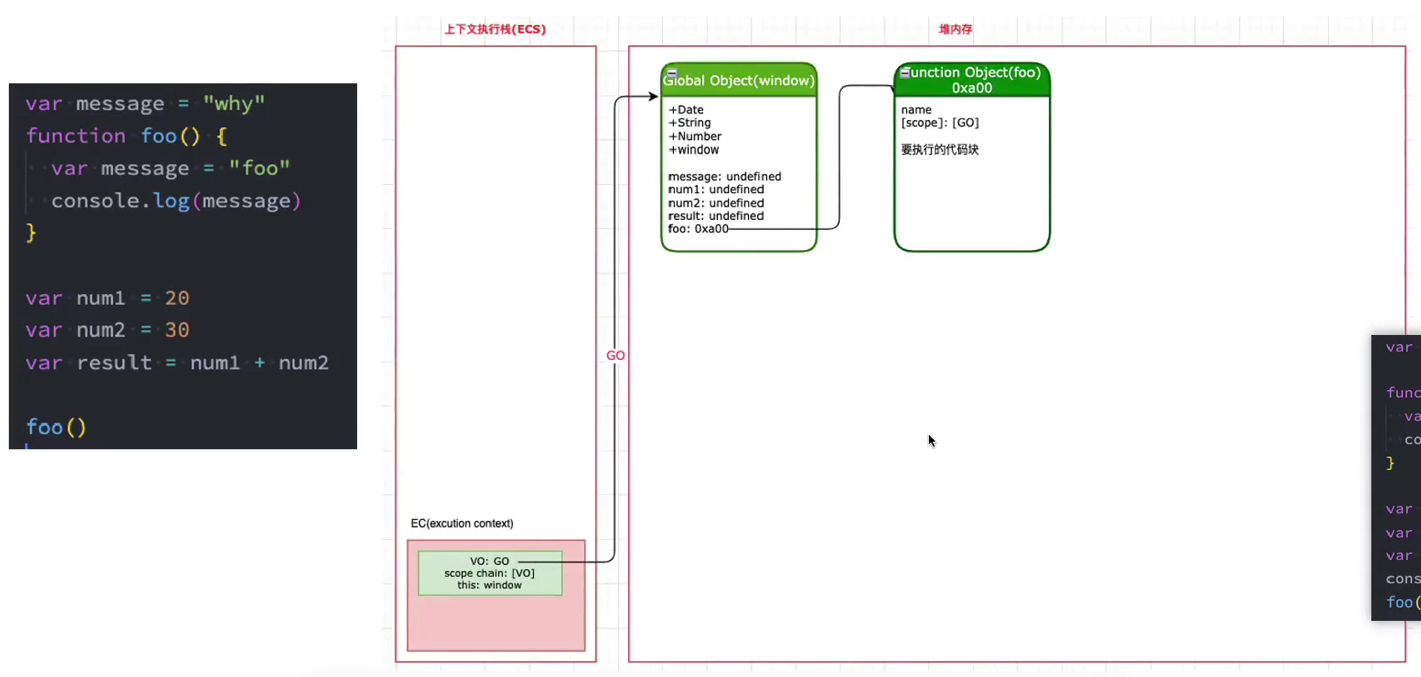 var message = "why"
function foo() {
var message = "foo"
console.log(message)
}
var num1 = 20
var num2 = 30
var result = num1 + num2
foo()
上下文执行栈(ECS)
EC(excution context)
VO: GO
scope chain: [VO]
this: window
GO
堆内存
Global Object(window)
+Date
+String
+Number
+window
message: undefined
num1: undefined
num2: undefined
result: undefined
foo: 0xa00
unction Object(foo)
0xa00
name
[scope]: [GO]
要执行的代码块
var
func
va
co
}
var
var
var
cons
foo(